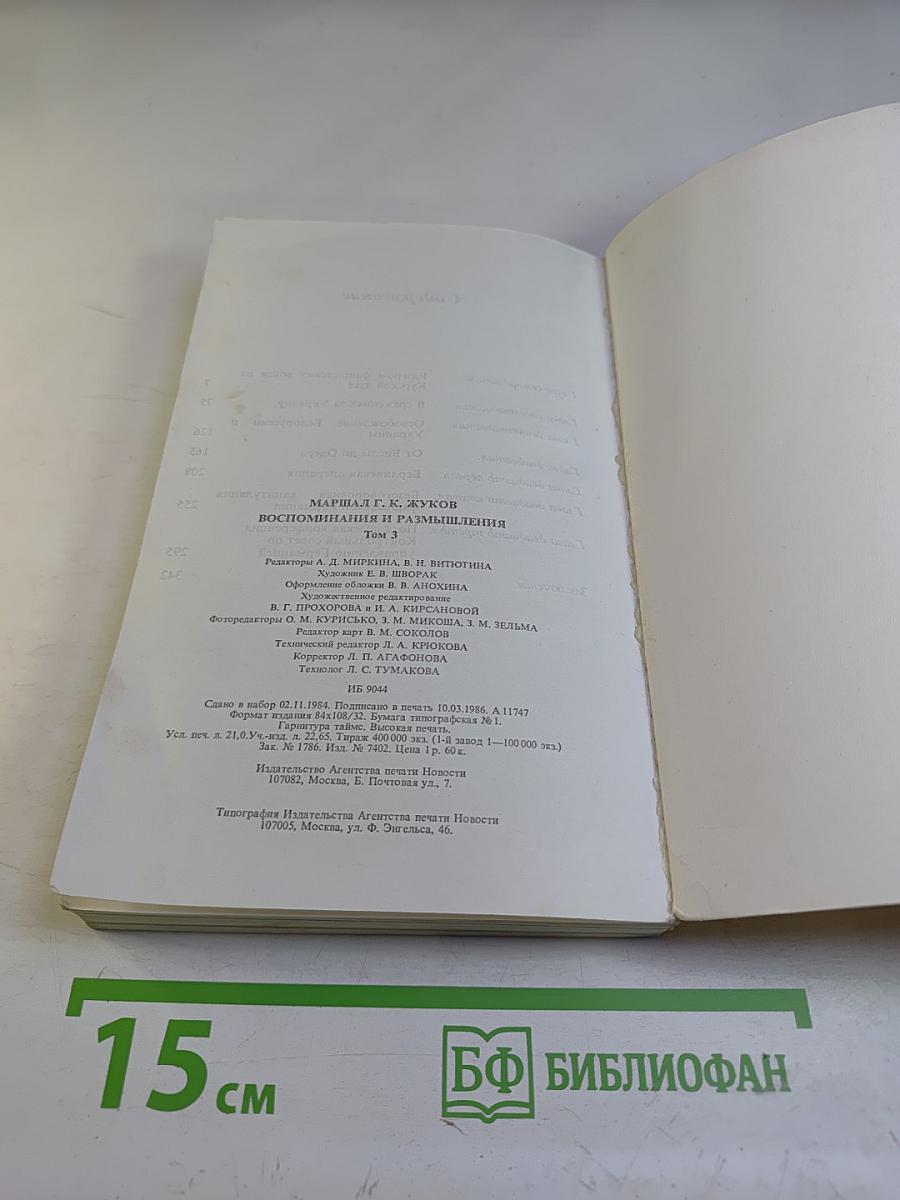 МАРШАЛ Г. К. ЖУКОВ
ВОСПОМИНАНИЯ И РАЗМЫШЛЕНИЯ
Том 3
Редакторы А. Д. МИРКИНА, В. Н. ВИТЮТИНА
Художник Е. В. ШВОРАК
Оформление обложки В. В. АНОХИНА
Художественное редактирование
В. Г. ПРОХОРОВА и И. А. КИРСАНОВОЙ
Фоторедакторы О. М. КУРИСЬКО, З. М. МИКОША, З. М. ЗЕЛЬМА
Редактор карт В. М. СОКОЛОВ
Технический редактор Л. А. КРЮКОВА
Корректор Л. П. АГАФОНОВА
Технолог Л. С. ТУМАКОВА
ИБ 9044
Сдано в набор 02.11.1984. Подписано в печать 10.03.1986. А 11747
Формат издания 84х108/32. Бумага типографская № 1.
Гарнитура таймс. Высокая печать.
Усл. печ. л. 21,0.Уч.-изд. л. 22,65. Тираж 400 000 экз. (1-й завод 1—100 000 экз.)
Зак. № 1786. Изд. № 7402. Цена 1 р. 60 к.
Издательство Агентства печати Новости
107082, Москва, Б. Почтовая ул., 7.
Типография Издательства Агентства печати Новости
107005, Москва, ул. Ф. Энгельса, 46.
15 см
БФ БИБЛИОФАН